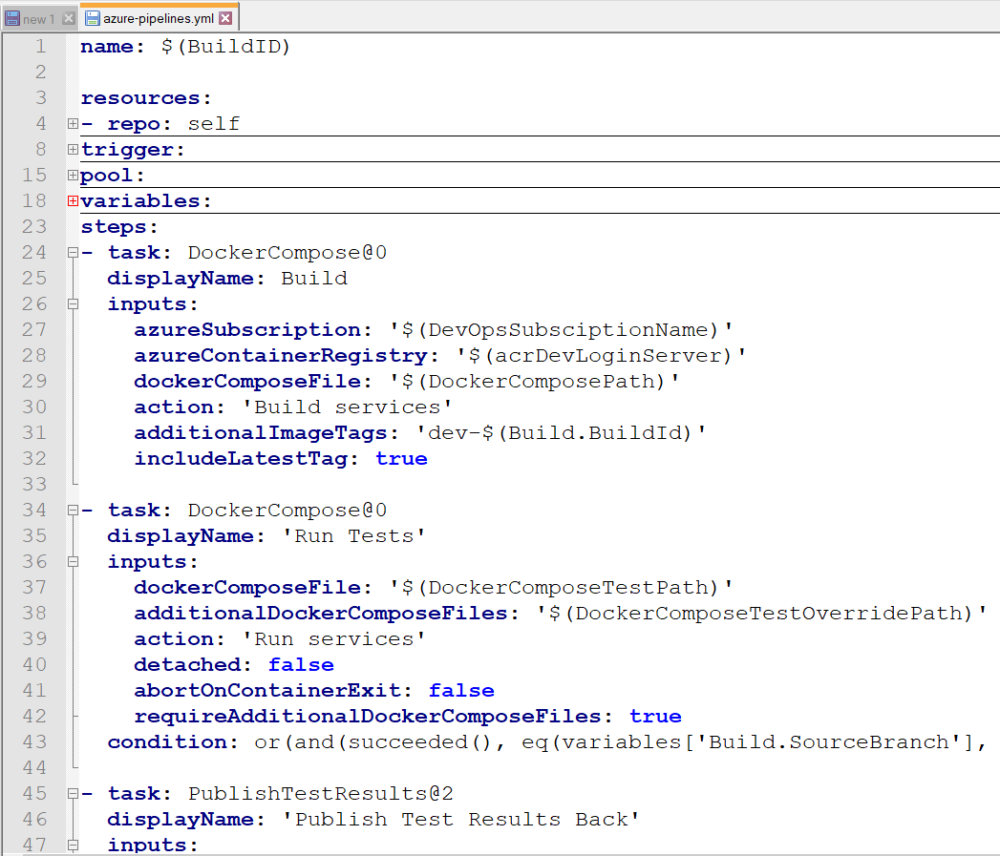 new 1
azure-pipelines.yml
1 name: $(BuildID)
2
3 resources:
4 - repo: self
8 trigger:
15 pool:
18 variables:
23 steps:
24 - task: DockerCompose@0
25 displayName: Build
26 inputs:
27 azureSubscription: '$(DevOpsSubsciptionName)'
28 azureContainerRegistry: '$(acrDevLoginServer)'
29 dockerComposeFile: '$(DockerComposePath)'
30 action: 'Build services'
31 additionalImageTags: 'dev-$(Build.BuildId)'
32 includeLatestTag: true
33
34 - task: DockerCompose@0
35 displayName: 'Run Tests'
36 inputs:
37 dockerComposeFile: '$(DockerComposeTestPath)'
38 additionalDockerComposeFiles: '$(DockerComposeTestOverridePath)'
39 action: 'Run services'
40 detached: false
41 abortOnContainerExit: false
42 requireAdditionalDockerComposeFiles: true
43 condition: or(and(succeeded(), eq(variables['Build.SourceBranch'],
44
45 - task: PublishTestResults@2
46 displayName: 'Publish Test Results Back'
47 inputs: